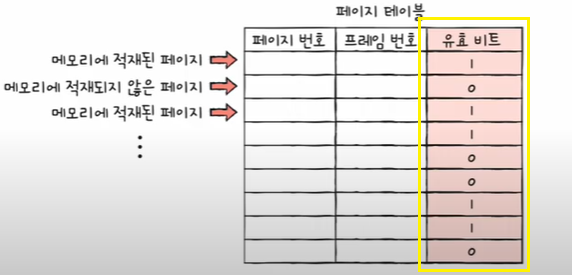 페이지 테이블
페이지 번호 프레임 번호 유효 비트
메모리에 적재된 페이지 1
메모리에 적재되지 않은 페이지 0
메모리에 적재된 페이지 1
1
0
0
1
1
0